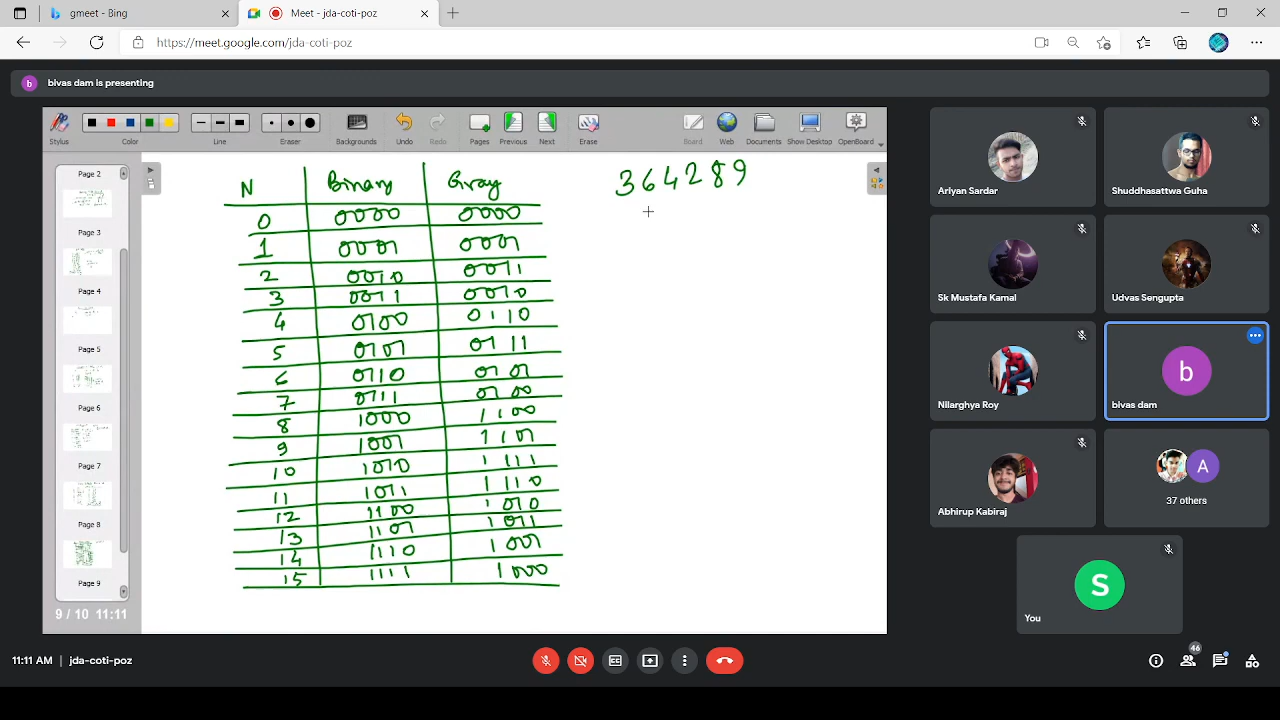 gmeet - Bing
Meet - jda-coti-poz
https://meet.google.com/jda-coti-poz
b bivas dam is presenting
Stylus Color Line Eraser Backgrounds Undo Redo Pages Previous Next Erase Board Web Documents Show Desktop OpenBoard
Page 2
Page 3
Page 4
Page 5
Page 6
Page 7
Page 8
Page 9
9 / 10 11:11
N Binary Gray
0 0000 0000
1 0001 0001
2 0010 0011
3 0011 0010
4 0100 0110
5 0101 0111
6 0110 0101
7 0111 0100
8 1000 1100
9 1001 1101
10 1010 1111
11 1011 1110
12 1100 1010
13 1101 1011
14 1110 1001
15 1111 1000
364289
Ariyan Sardar
Shuddhasattwa Guha
Sk Mustafa Kamal
Udvas Sengupta
Nilarghya Roy
b
bivas dam
Abhirup Kabiraj
A
37 others
S
You
11:11 AM | jda-coti-poz
46